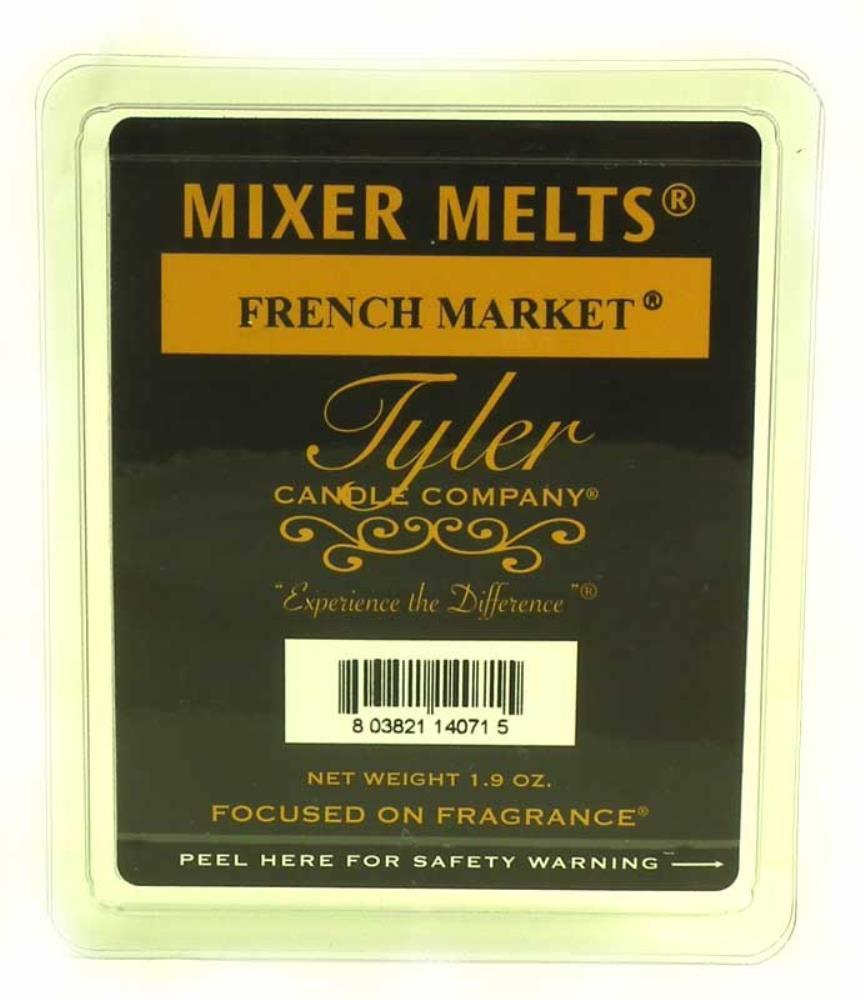 MIXER MELTS®
FRENCH MARKET®
Tyler
CANDLE COMPANY®
"Experience the Difference"®
8 03821 14071 5
NET WEIGHT 1.9 OZ.
FOCUSED ON FRAGRANCE®
PEEL HERE FOR SAFETY WARNING